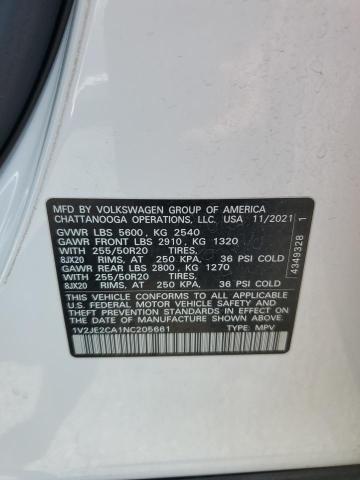 MFD. BY VOLKSWAGEN GROUP OF AMERICA
CHATTANOOGA OPERATIONS, LLC, USA 11/2021
GVWR LBS 5600, KG 2540
GAWR FRONT LBS 2910, KG 1320
WITH 255/50R20 TIRES,
8JX20 RIMS, AT 250 KPA, 36 PSI COLD
GAWR REAR LBS 2800, KG 1270
WITH 255/50R20 TIRES,
8JX20 RIMS, AT 250 KPA, 36 PSI COLD
THIS VEHICLE CONFORMS TO ALL APPLICABLE
U.S. FEDERAL MOTOR VEHICLE SAFETY AND
THEFT PREVENTION STANDARDS IN EFFECT
ON THE DATE OF MANUFACTURE SHOWN ABOVE.
1V2JE2CA1NC205661 TYPE: MPV
4349328 1